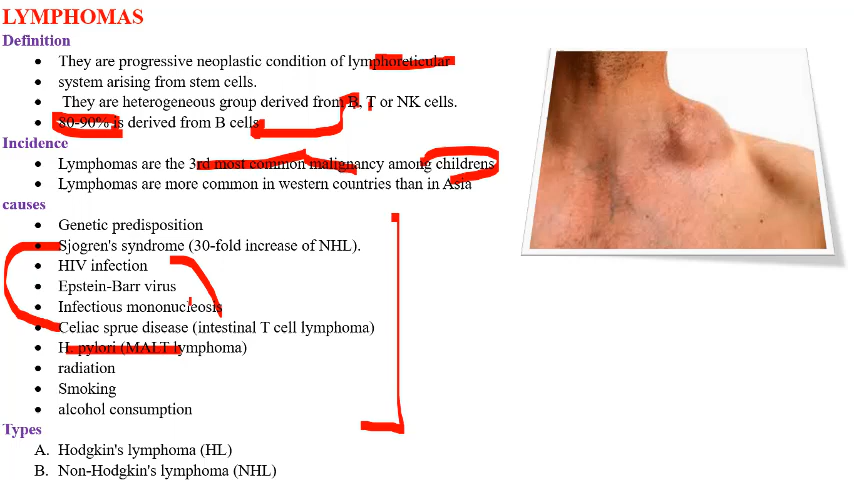 LYMPHOMAS
Definition
• They are progressive neoplastic condition of lymphoreticular
• system arising from stem cells.
• They are heterogeneous group derived from B, T or NK cells.
• 80-90% is derived from B cells
Incidence
• Lymphomas are the 3rd most common malignancy among childrens
• Lymphomas are more common in western countries than in Asia
causes
• Genetic predisposition
• Sjogren's syndrome (30-fold increase of NHL).
• HIV infection
• Epstein-Barr virus
• Infectious mononucleosis
• Celiac sprue disease (intestinal T cell lymphoma)
• H. pylori (MALT lymphoma)
• radiation
• Smoking
• alcohol consumption
Types
A. Hodgkin's lymphoma (HL)
B. Non-Hodgkin's lymphoma (NHL)